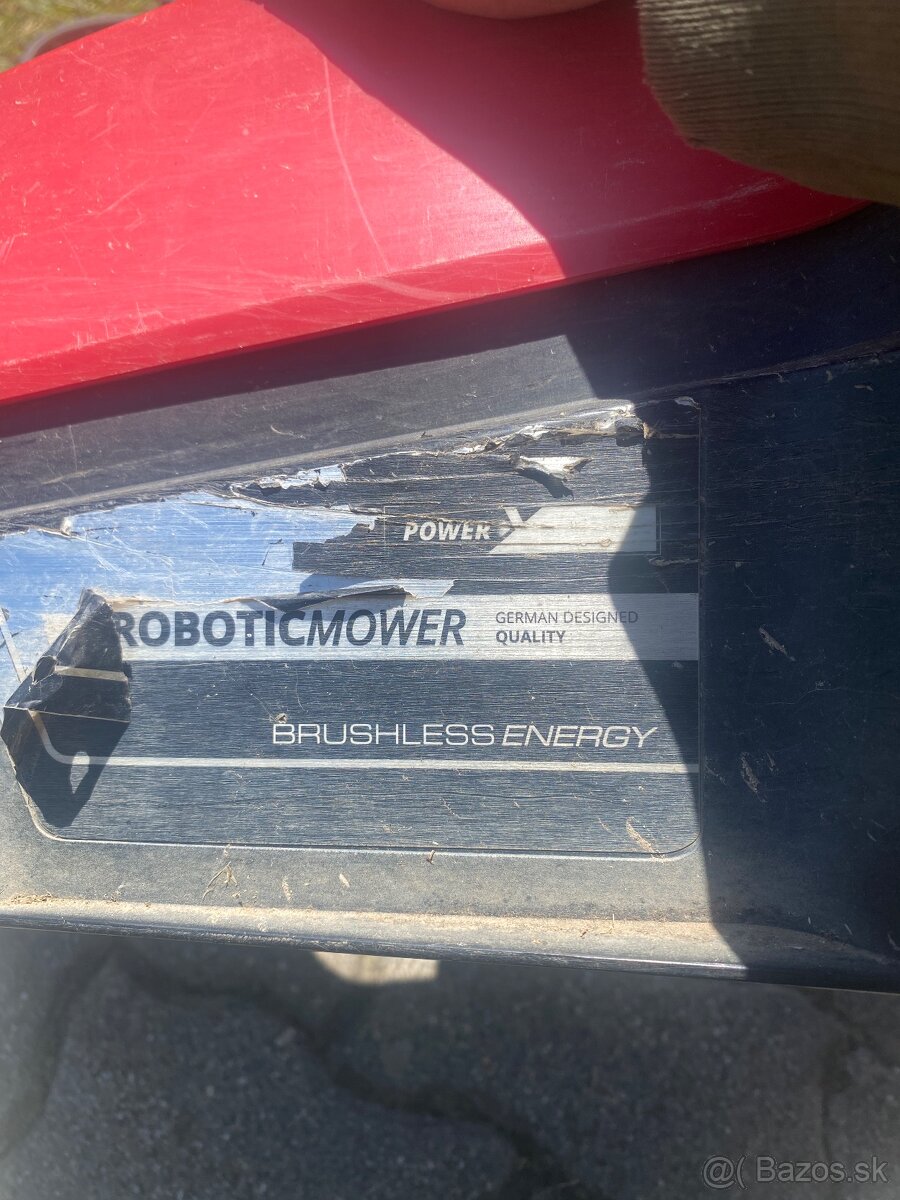 POWER X
ROBOTICMOWER
GERMAN DESIGNED
QUALITY
BRUSHLESS ENERGY
@( Bazos.sk